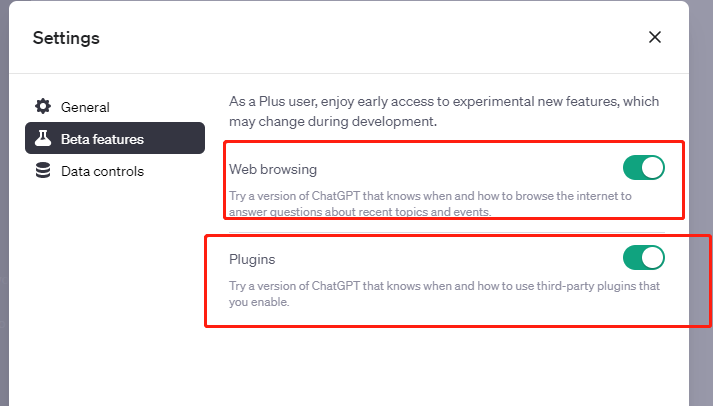 Settings
General
Beta features
Data controls
As a Plus user, enjoy early access to experimental new features, which
may change during development.
Web browsing
Try a version of ChatGPT that knows when and how to browse the internet to
answer questions about recent topics and events.
Plugins
Try a version of ChatGPT that knows when and how to use third-party plugins that
you enable.